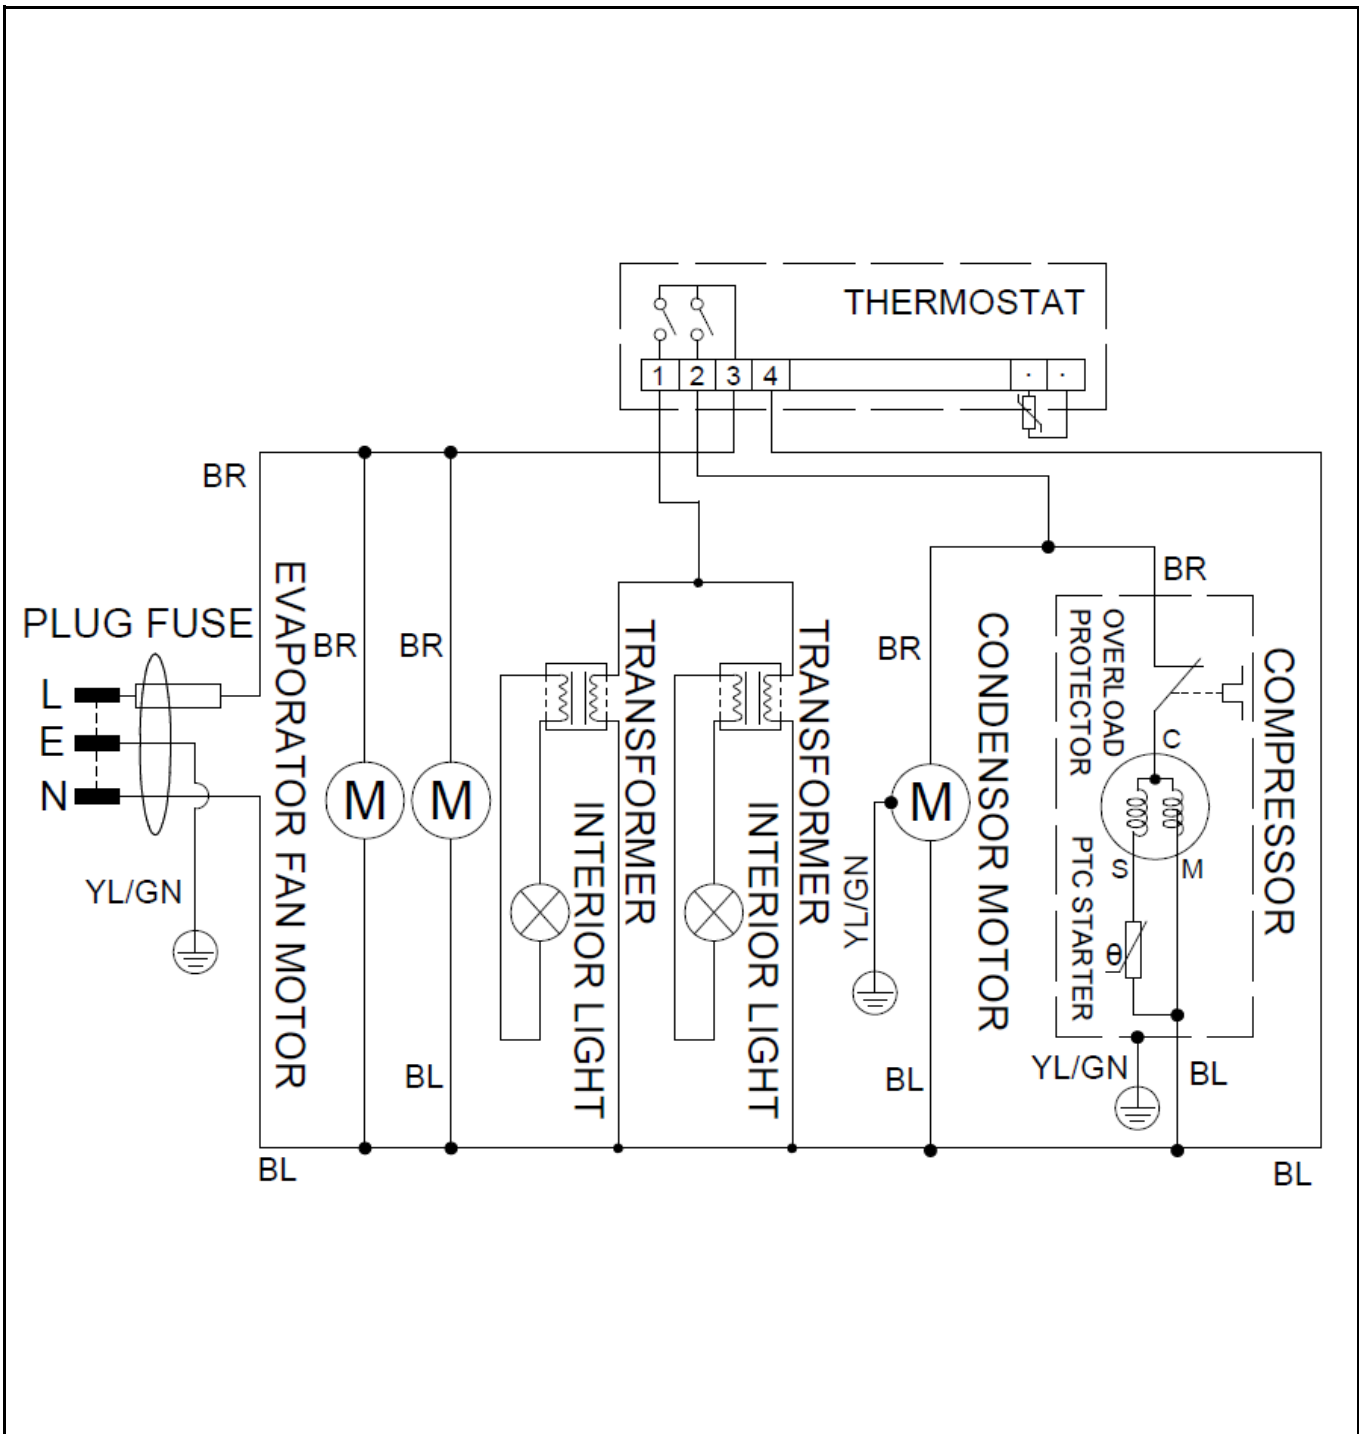 THERMOSTAT
1 2 3 4
BR
PLUG FUSE
L
E
N
YL/GN
EVAPORATOR FAN MOTOR
BR
BR
M
M
BL
BL
TRANSFORMER
INTERIOR LIGHT
TRANSFORMER
INTERIOR LIGHT
BR
M
YL/GN
CONDENSOR MOTOR
BL
BR
OVERLOAD
PROTECTOR
COMPRESSOR
C
S
M
PTC STARTER
θ
YL/GN
BL
BL